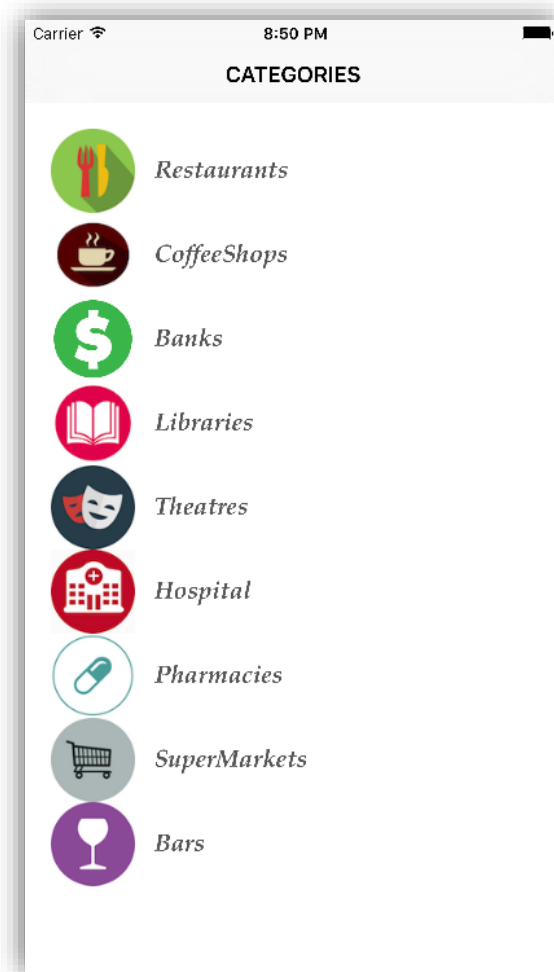 Carrier 8:50 PM
CATEGORIES
Restaurants
CoffeeShops
$
Banks
Libraries
Theatres
Hospital
Pharmacies
SuperMarkets
Bars